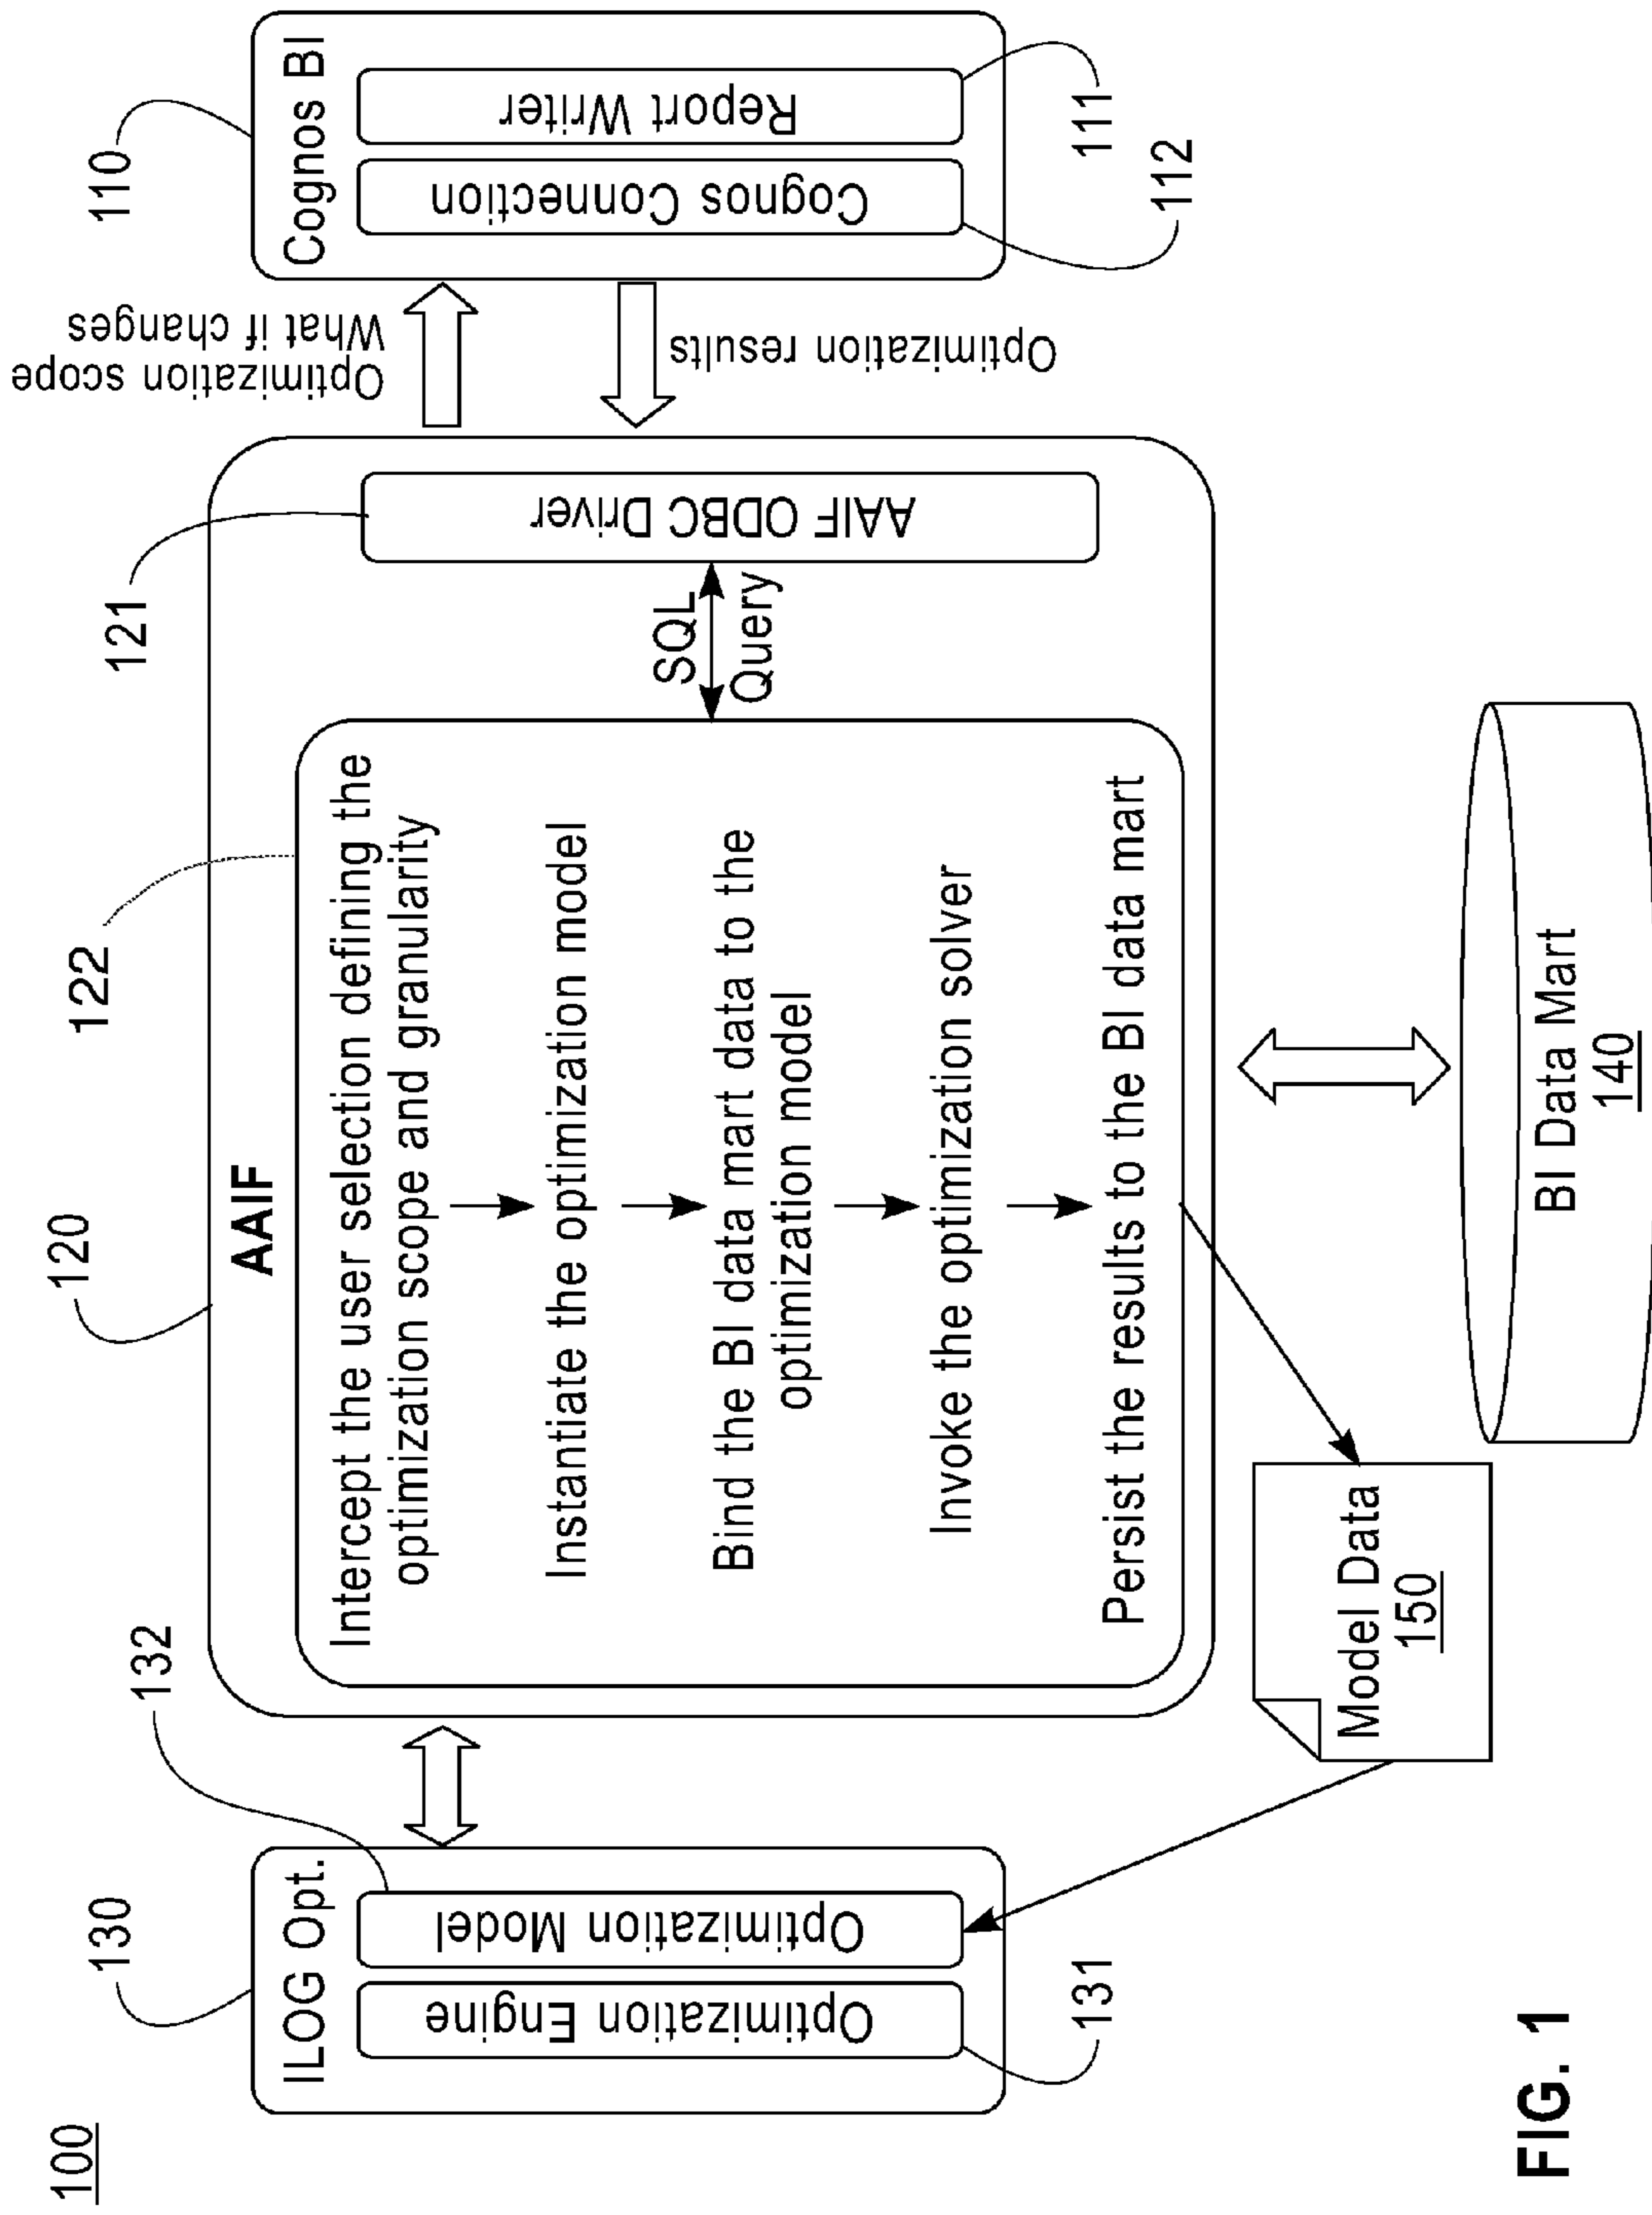 100
130
ILOG Opt.
Optimization Engine
Optimization Model
131
132
120
AAIF
122
Intercept the user selection defining the
optimization scope and granularity
Instantiate the optimization model
Bind the BI data mart data to the
optimization model
Invoke the optimization solver
Persist the results to the BI data mart
SQL
Query
121
AAIF ODBC Driver
Optimization scope
What if changes
Optimization results
110
Cognos BI
Cognos Connection
Report Writer
112
111
Model Data
150
BI Data Mart
140
FIG. 1